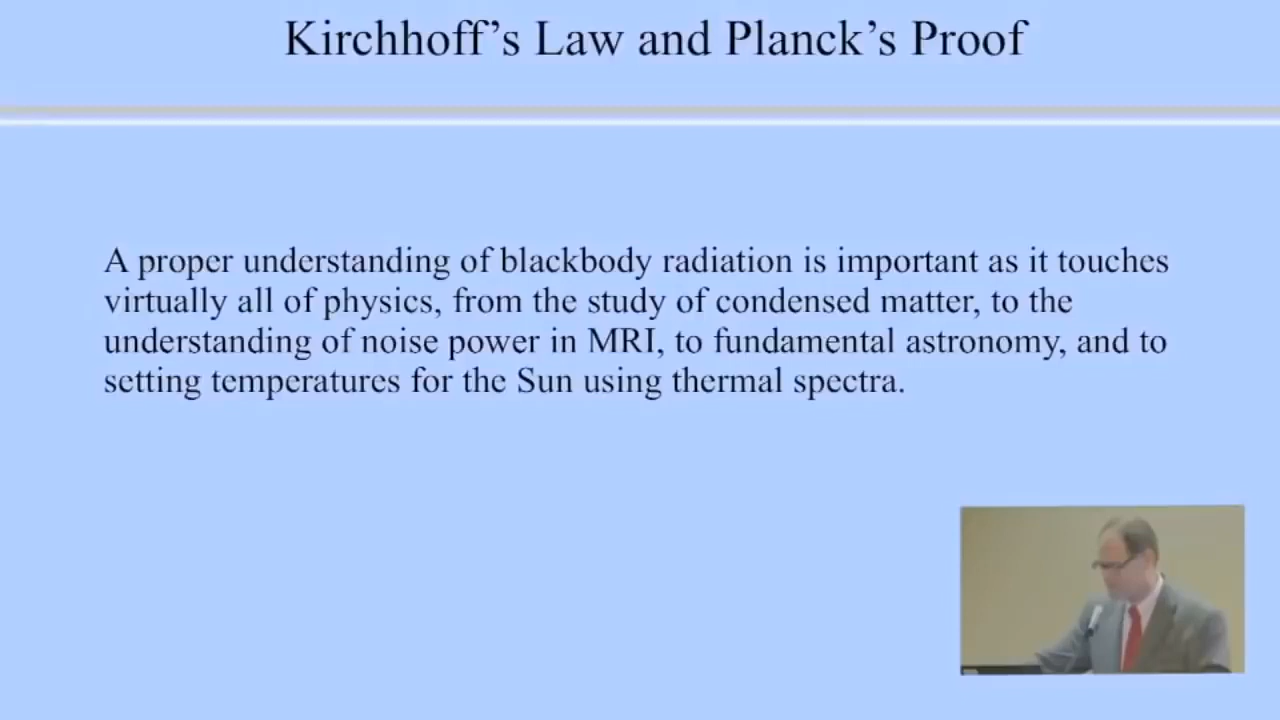 Kirchhoff’s Law and Planck’s Proof
A proper understanding of blackbody radiation is important as it touches
virtually all of physics, from the study of condensed matter, to the
understanding of noise power in MRI, to fundamental astronomy, and to
setting temperatures for the Sun using thermal spectra.